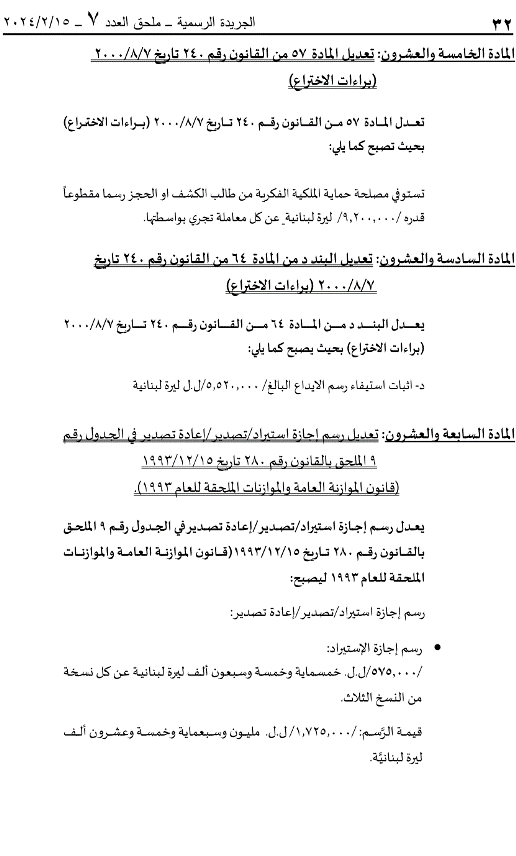 ٣٢ الجريدة الرسمية – ملحق العدد ٧ – ٢٠٢٤/٢/١٥
المادة الخامسة والعشرون: تعديل المادة ٥٧ من القانون رقم ٢٤٠ تاريخ ٢٠٠٠/٨/٧
(براءات الاختراع)
تعدل المادة ٥٧ من القانون رقم ٢٤٠ تاريخ ٢٠٠٠/٨/٧ (براءات الاختراع)
بحيث تصبح كما يلي:
تستوفي مصلحة حماية الملكية الفكرية من طالب الكشف او الحجز رسما مقطوعاً
قدره /٩,٢٠٠,٠٠٠/ ليرة لبنانية عن كل معاملة تجري بواسطتها.
المادة السادسة والعشرون: تعديل البند د من المادة ٦٤ من القانون رقم ٢٤٠ تاريخ
٢٠٠٠/٨/٧ (براءات الاختراع)
يعدل البند د من المادة ٦٤ من القانون رقم ٢٤٠ تاريخ ٢٠٠٠/٨/٧
(براءات الاختراع) بحيث يصبح كما يلي:
د- اثبات استيفاء رسم الايداع البالغ/ ٥,٥٢٠,٠٠٠/ل.ل ليرة لبنانية
المادة السابعة والعشرون: تعديل رسم إجازة استيراد/تصدير/إعادة تصدير في الجدول رقم
٩ الملحق بالقانون رقم ٢٨٠ تاريخ ١٩٩٣/١٢/١٥
(قانون الموازنة العامة والموازنات الملحقة للعام ١٩٩٣).
يعدل رسم إجازة استيراد/تصدير/إعادة تصدير في الجدول رقم ٩ الملحق
بالقانون رقم ٢٨٠ تاريخ ١٩٩٣/١٢/١٥(قانون الموازنة العامة والموازنات
الملحقة للعام ١٩٩٣ ليصبح:
رسم إجازة استيراد/تصدير/إعادة تصدير:
● رسم إجازة الإستيراد:
/٥٧٥,٠٠٠/ل.ل. خمسماية وخمسة وسبعون ألف ليرة لبنانية عن كل نسخة
من النسخ الثلاث.
قيمة الرَّسم: /١,٧٢٥,٠٠٠/ ل.ل. مليون وسبعماية وخمسة وعشرون ألف
ليرة لبنانيَّة.